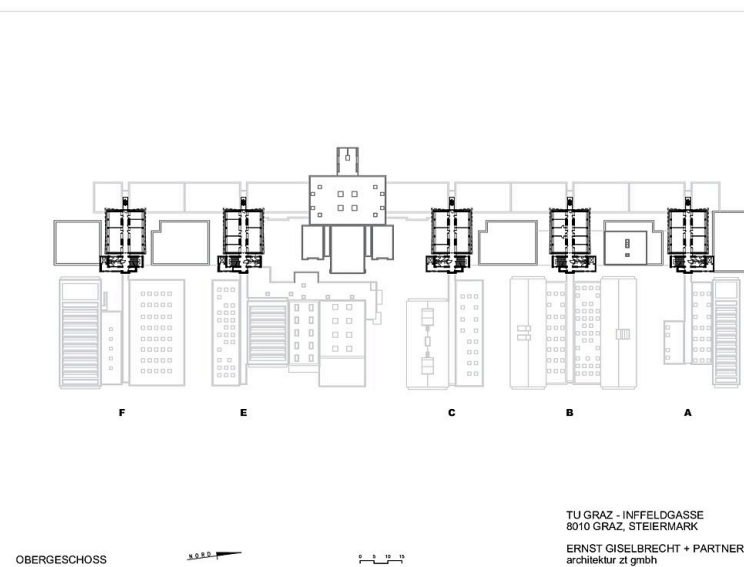 F E C B A
TU GRAZ - INFFELDGASSE
8010 GRAZ, STEIERMARK
ERNST GISELBRECHT + PARTNER
architektur zt gmbh
OBERGESCHOSS
NORD
0 5 10 15